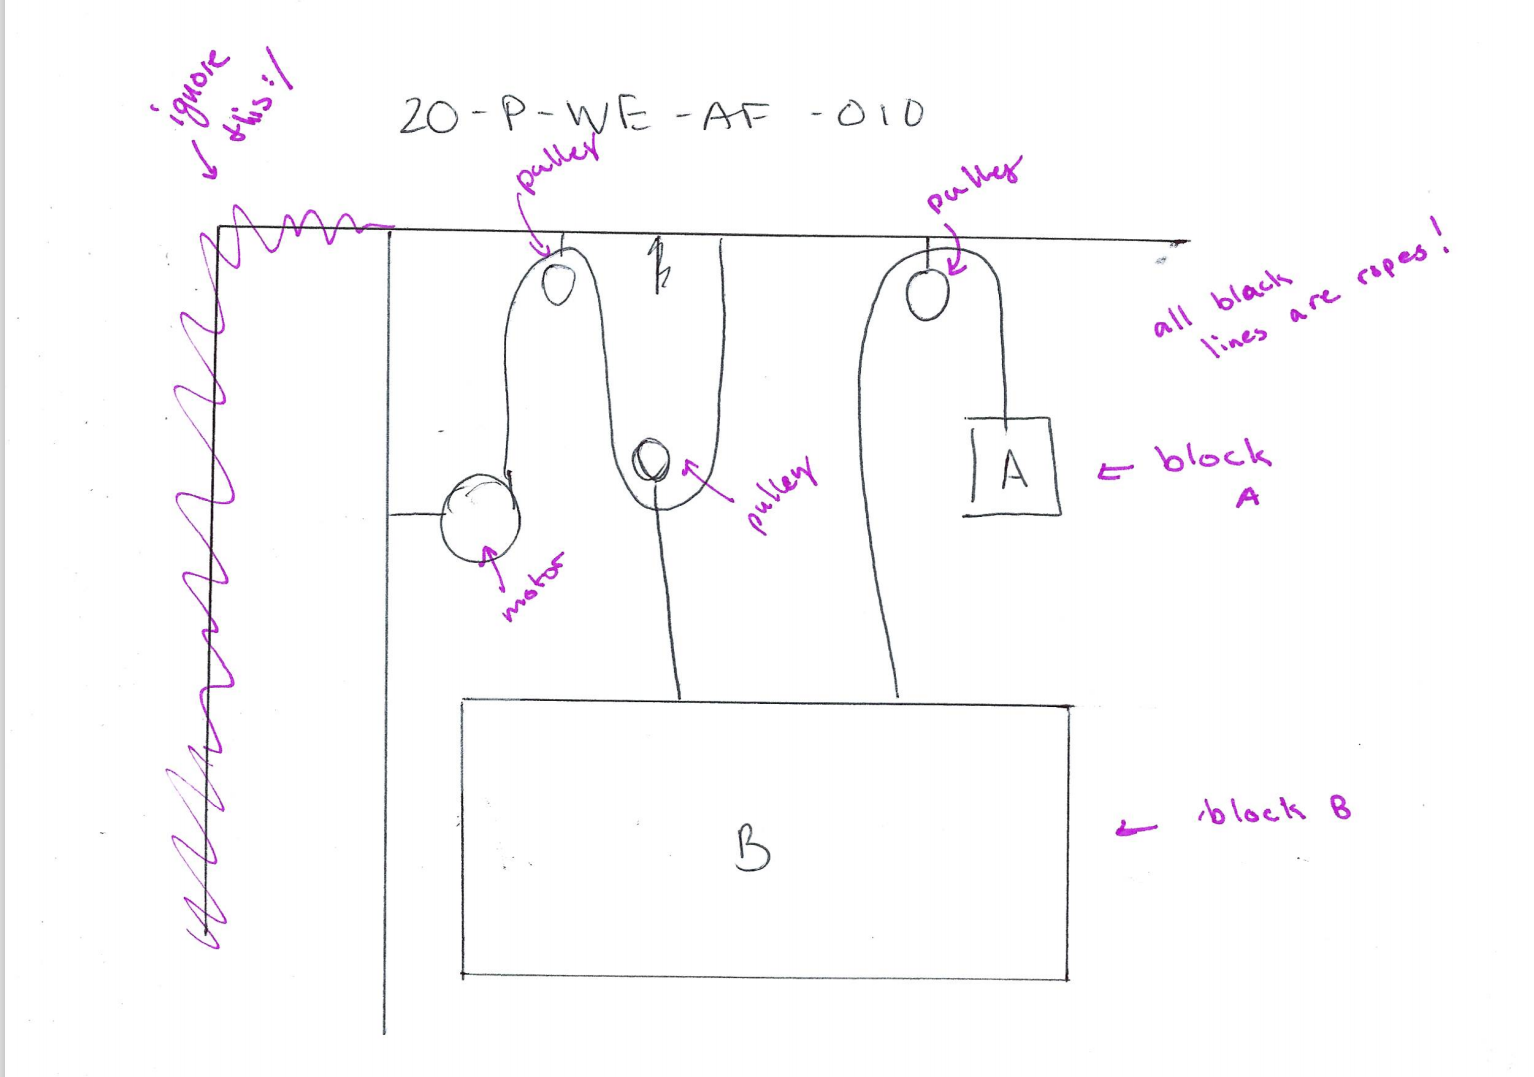 ignore
this :/
20-P-WE-AF-010
pulley
pulley
all black
lines are ropes!
A
block
A
pulley
motor
B
block B